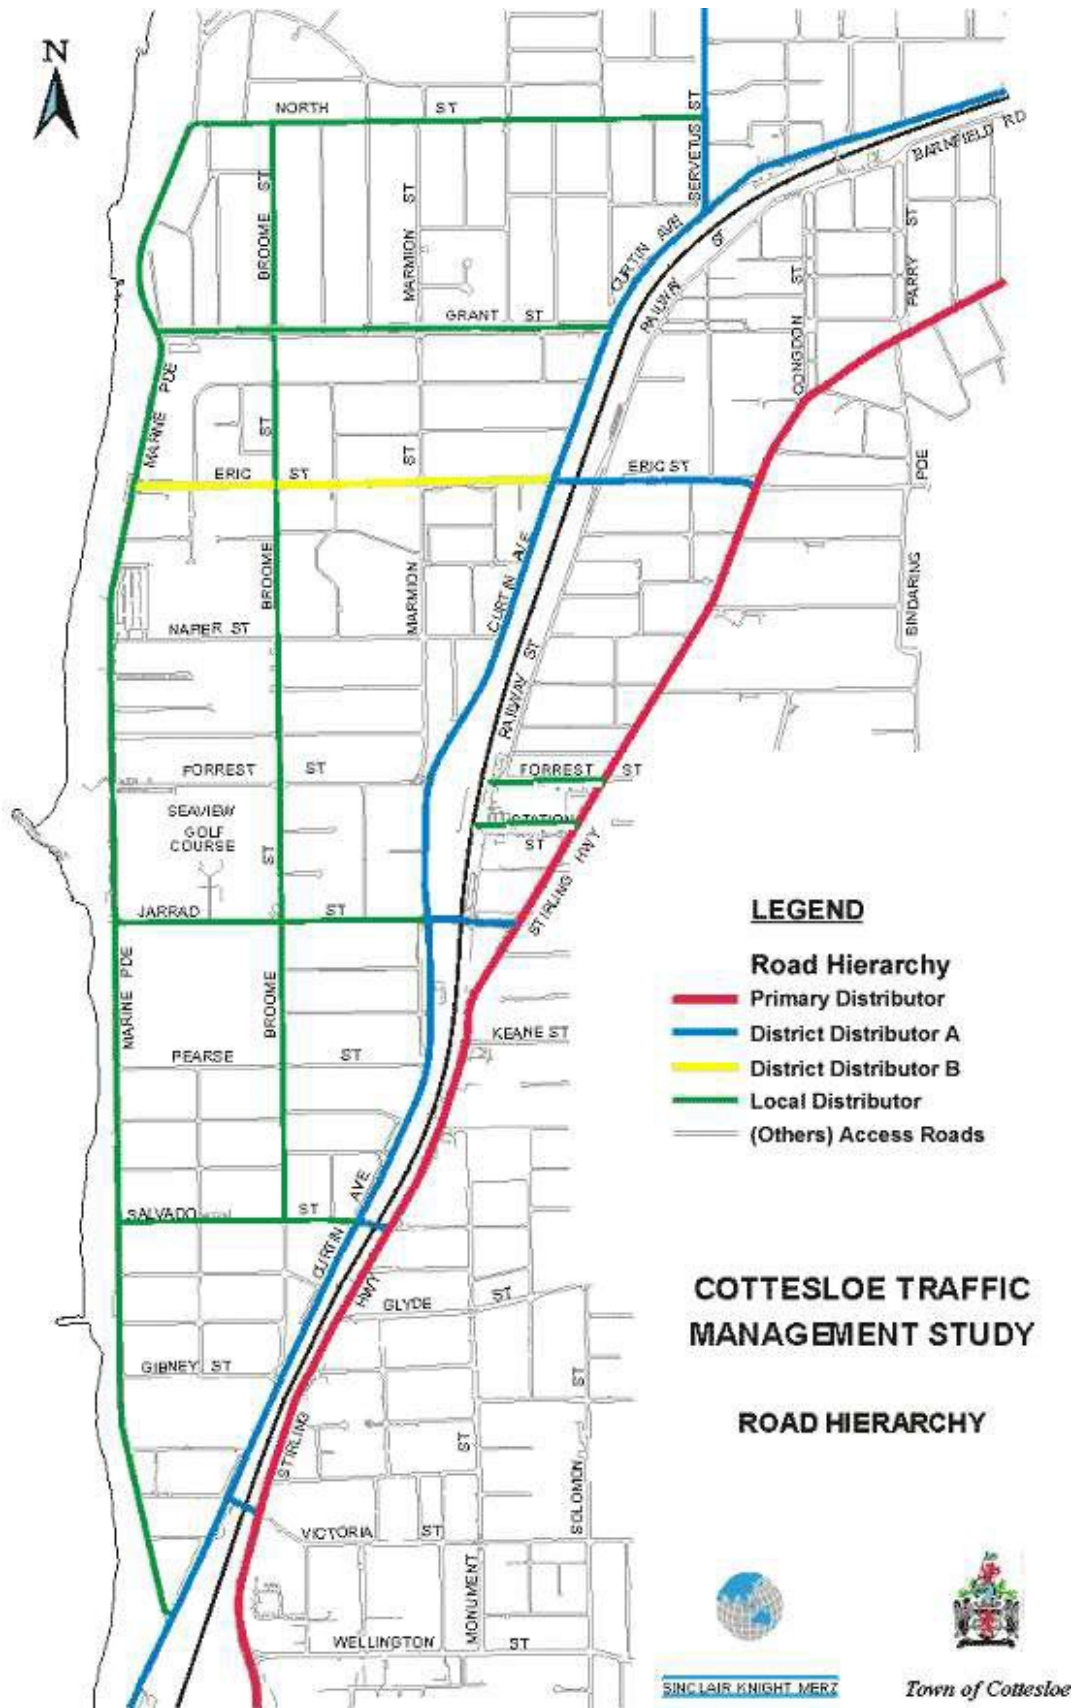 N
NORTH ST
SERVETUS ST
BARNFIELD RD
BROOME ST
MARMION ST
CURTIN AVE
RAILWAY ST
CONGDON ST
PARRY ST
GRANT ST
MARINE PDE
ST
ST
ERIC ST
ERIC ST
PDE
BROOME
MARMION
CURTIN AVE
BINDARING
NAPIER ST
RAILWAY ST
FORREST ST
FORREST ST
SEAVIEW
GOLF
COURSE
STATION
ST
ST
STIRLING HWY
JARRAD ST
MARINE PDE
BROOME
KEANE ST
PEARSE ST
LEGEND
Road Hierarchy
Primary Distributor
District Distributor A
District Distributor B
Local Distributor
(Others) Access Roads
SALVADO ST
CURTIN AVE
HWY
GLYDE ST
GIBNEY ST
ST
STIRLING
ST
SOLOMON
VICTORIA ST
MONUMENT
WELLINGTON ST
COTTESLOE TRAFFIC
MANAGEMENT STUDY
ROAD HIERARCHY
SINCLAIR KNIGHT MERZ
Town of Cottesloe